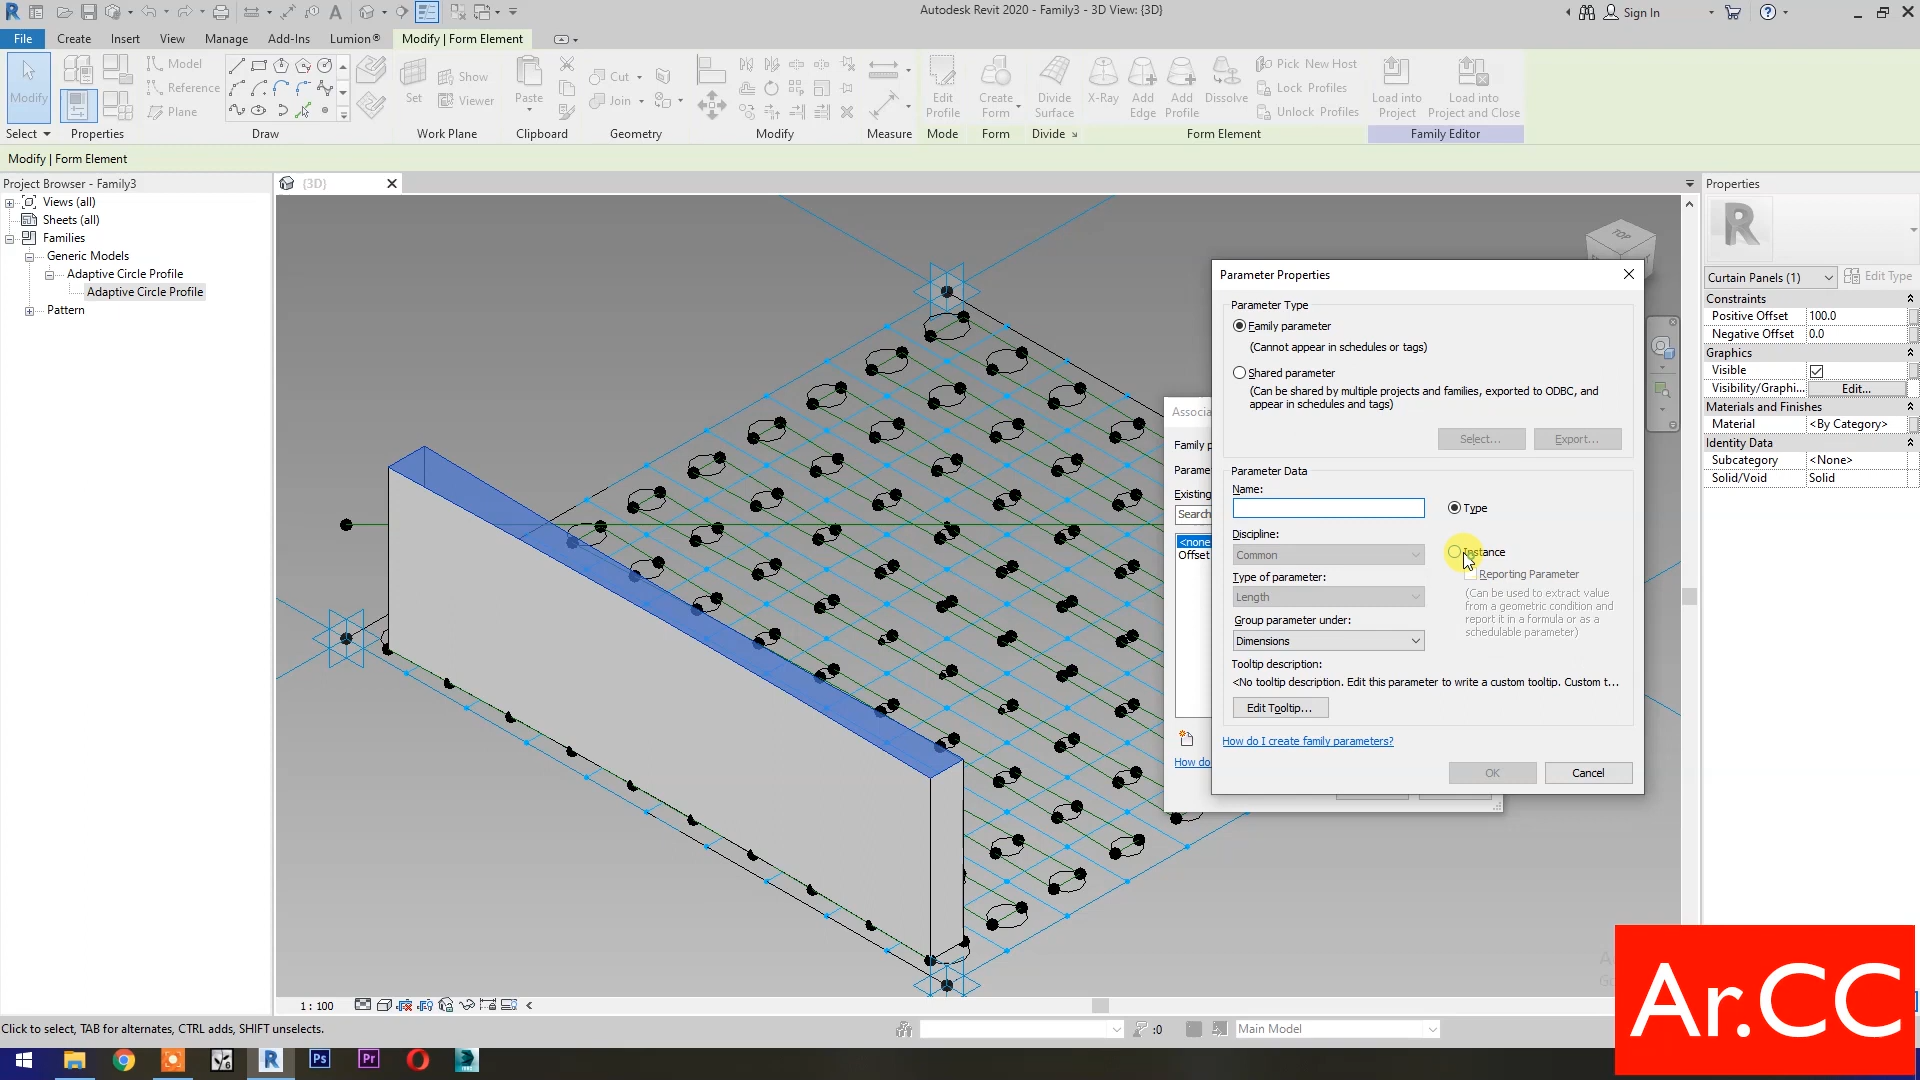 Autodesk Revit 2020 - Family3 - 3D View: {3D}
Sign In
File
Create
Insert
View
Manage
Add-Ins
Lumion®
Modify | Form Element
Modify
Model
Reference
Plane
Set
Show
Viewer
Paste
Cut
Join
Edit
Profile
Create
Form
Divide
Surface
X-Ray
Add
Edge
Add
Profile
Dissolve
Pick New Host
Lock Profiles
Unlock Profiles
Load into
Project
Load into
Project and Close
Select
Properties
Draw
Work Plane
Clipboard
Geometry
Modify
Measure
Mode
Form
Divide
Form Element
Family Editor
Modify | Form Element
Project Browser - Family3
Views (all)
Sheets (all)
Families
Generic Models
Adaptive Circle Profile
Adaptive Circle Profile
Pattern
{3D}
TOP
Associ
Family p
Parame
Existing
Search
<none
Offset
How do
Parameter Properties
Parameter Type
Family parameter
(Cannot appear in schedules or tags)
Shared parameter
(Can be shared by multiple projects and families, exported to ODBC, and
appear in schedules and tags)
Select...
Export...
Parameter Data
Name:
Type
Discipline:
Common
Instance
Type of parameter:
Length
Reporting Parameter
(Can be used to extract value
from a geometric condition and
report it in a formula or as a
schedulable parameter)
Group parameter under:
Dimensions
Tooltip description:
<No tooltip description. Edit this parameter to write a custom tooltip. Custom t...
Edit Tooltip...
How do I create family parameters?
OK
Cancel
Properties
R
Curtain Panels (1)
Edit Type
Constraints
Positive Offset 100.0
Negative Offset 0.0
Graphics
Visible
Visibility/Graphi... Edit...
Materials and Finishes
Material <By Category>
Identity Data
Subcategory <None>
Solid/Void Solid
1 : 100
Click to select, TAB for alternates, CTRL adds, SHIFT unselects.
:0
Main Model
Ps
Pr
Ar.CC